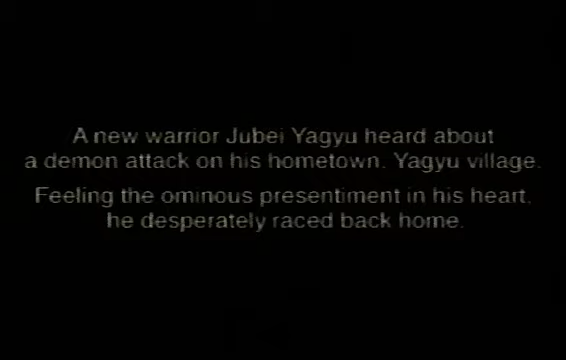 A new warrior Jubei Yagyu heard about
a demon attack on his hometown. Yagyu village.
Feeling the ominous presentiment in his heart,
he desperately raced back home.